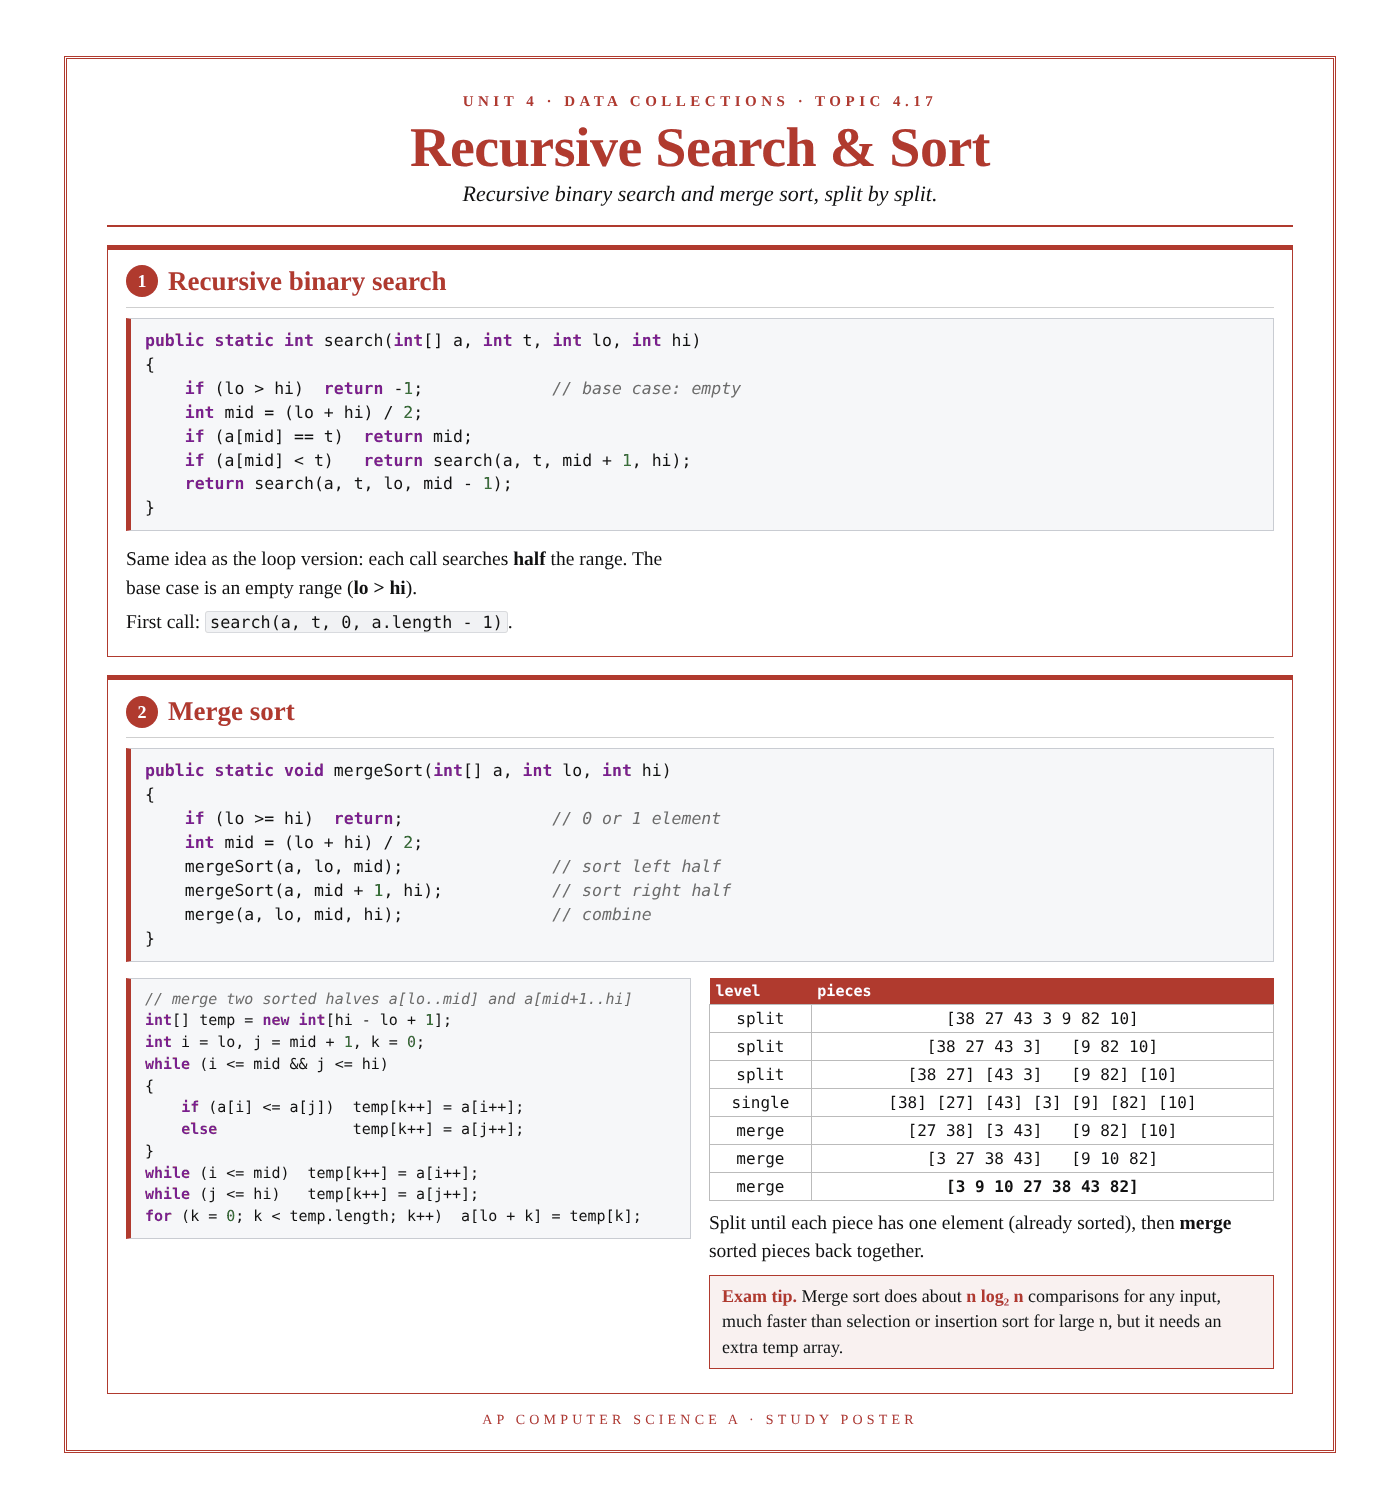 UNIT 4 · DATA COLLECTIONS · TOPIC 4.17
Recursive Search & Sort
Recursive binary search and merge sort, split by split.
1 Recursive binary search
public static int search(int[] a, int t, int lo, int hi)
{
    if (lo > hi)  return -1;             // base case: empty
    int mid = (lo + hi) / 2;
    if (a[mid] == t)  return mid;
    if (a[mid] < t)   return search(a, t, mid + 1, hi);
    return search(a, t, lo, mid - 1);
}
Same idea as the loop version: each call searches half the range. The
base case is an empty range (lo > hi).
First call: search(a, t, 0, a.length - 1).
2 Merge sort
public static void mergeSort(int[] a, int lo, int hi)
{
    if (lo >= hi)  return;               // 0 or 1 element
    int mid = (lo + hi) / 2;
    mergeSort(a, lo, mid);               // sort left half
    mergeSort(a, mid + 1, hi);           // sort right half
    merge(a, lo, mid, hi);               // combine
}
// merge two sorted halves a[lo..mid] and a[mid+1..hi]
int[] temp = new int[hi - lo + 1];
int i = lo, j = mid + 1, k = 0;
while (i <= mid && j <= hi)
{
    if (a[i] <= a[j])  temp[k++] = a[i++];
    else               temp[k++] = a[j++];
}
while (i <= mid)  temp[k++] = a[i++];
while (j <= hi)   temp[k++] = a[j++];
for (k = 0; k < temp.length; k++)  a[lo + k] = temp[k];
level pieces
split [38 27 43 3 9 82 10]
split [38 27 43 3]   [9 82 10]
split [38 27] [43 3]   [9 82] [10]
single [38] [27] [43] [3] [9] [82] [10]
merge [27 38] [3 43]   [9 82] [10]
merge [3 27 38 43]   [9 10 82]
merge [3 9 10 27 38 43 82]
Split until each piece has one element (already sorted), then merge
sorted pieces back together.
Exam tip. Merge sort does about n log₂ n comparisons for any input,
much faster than selection or insertion sort for large n, but it needs an
extra temp array.
AP COMPUTER SCIENCE A · STUDY POSTER